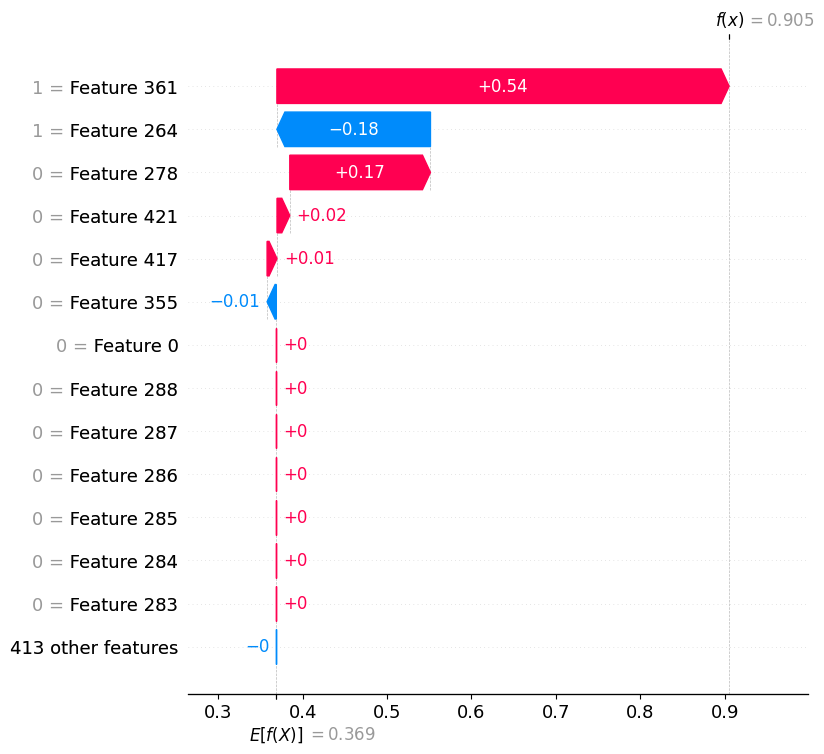 f(x) = 0.905
1 = Feature 361 +0.54
1 = Feature 264 −0.18
0 = Feature 278 +0.17
0 = Feature 421 +0.02
0 = Feature 417 +0.01
0 = Feature 355 −0.01
0 = Feature 0 +0
0 = Feature 288 +0
0 = Feature 287 +0
0 = Feature 286 +0
0 = Feature 285 +0
0 = Feature 284 +0
0 = Feature 283 +0
413 other features −0
0.3 0.4 0.5 0.6 0.7 0.8 0.9
E[f(X)] = 0.369